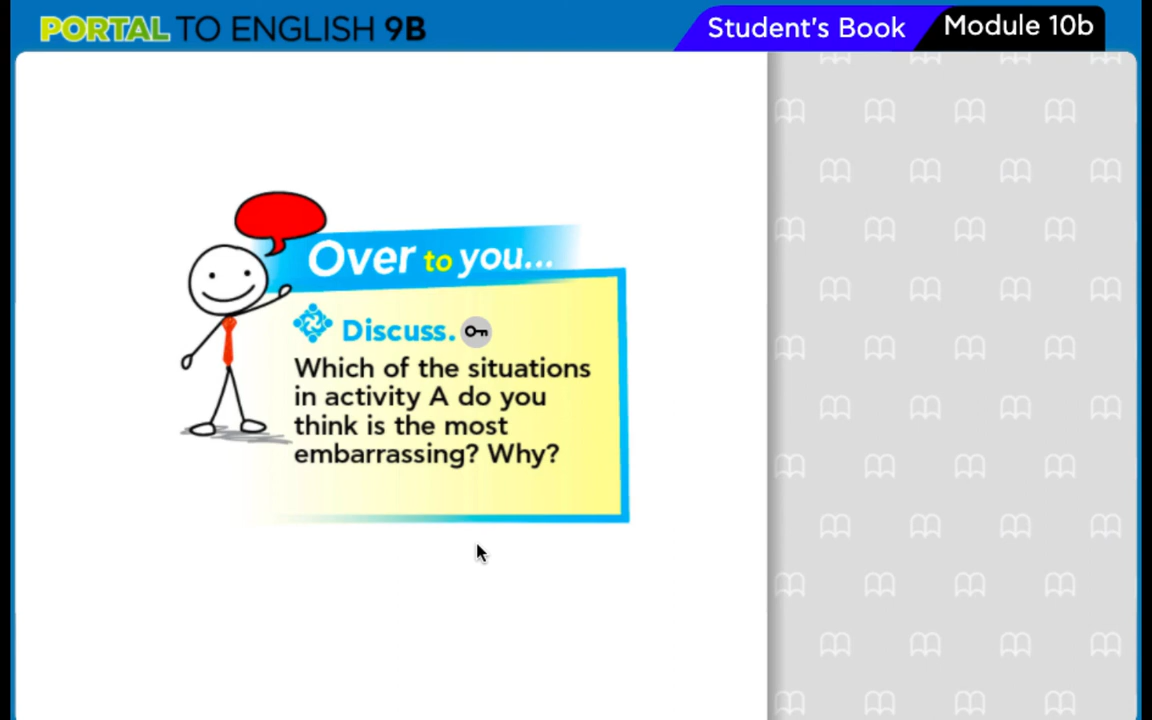 PORTAL TO ENGLISH 9B
Student's Book
Module 10b
Over to you...
Discuss.
Which of the situations
in activity A do you
think is the most
embarrassing? Why?